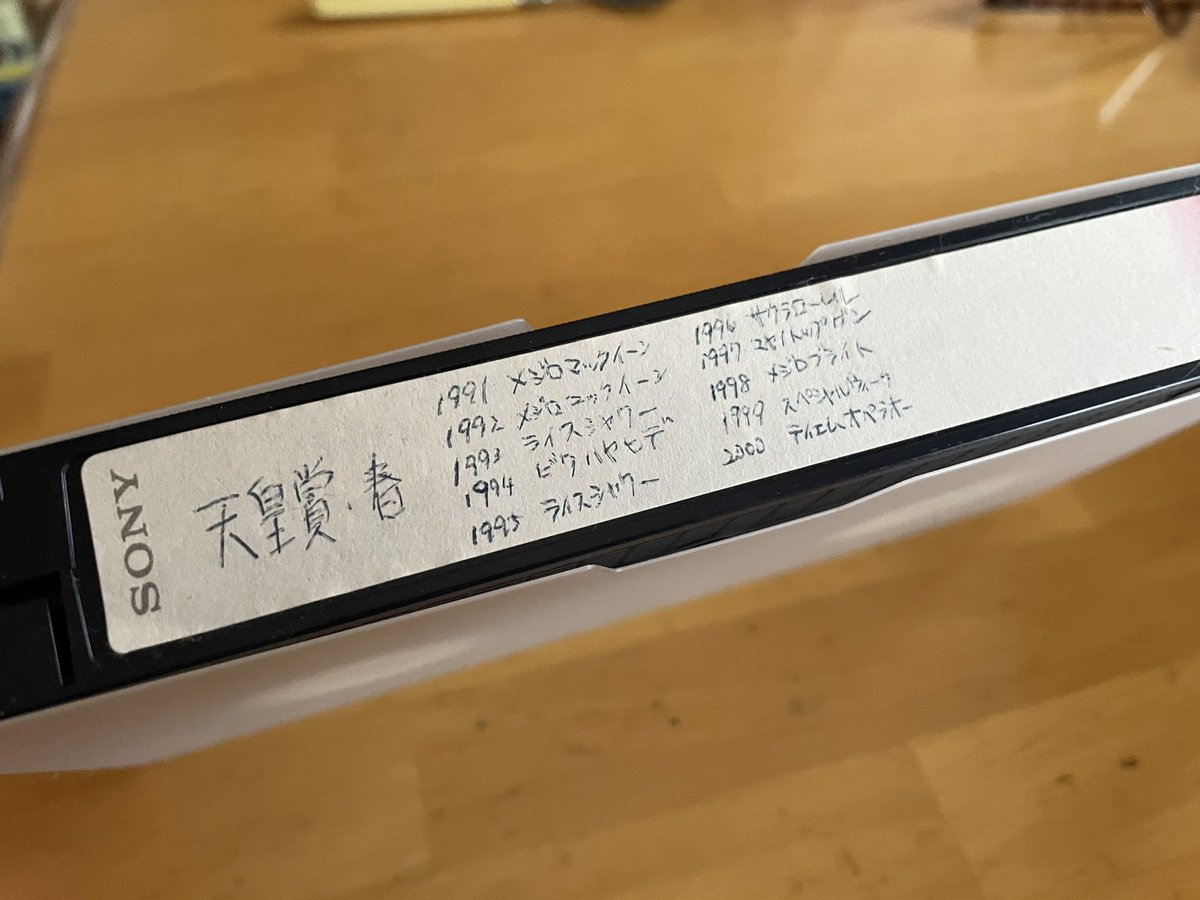 SONY
天皇賞・春
1991 メジロマックイーン
1992 メジロマックイーン
1993 ライスシャワー
1994 ビワハヤヒデ
1995 ライスシャワー
1996 サクラローレル
1997 マヤノトップガン
1998 メジロブライト
1999 スペシャルウィーク
2000 テイエムオペラオー